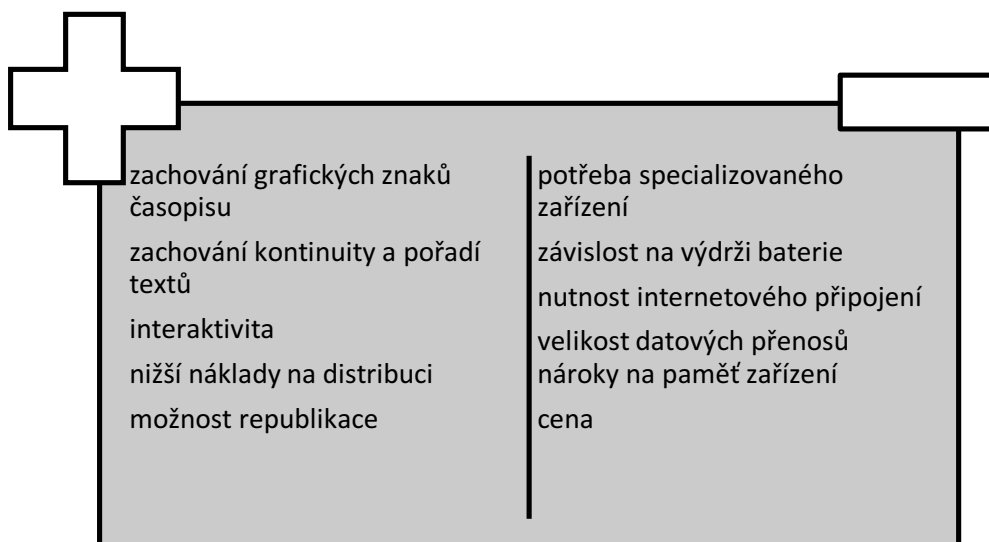 zachování grafických znaků
časopisu
zachování kontinuity a pořadí
textů
interaktivita
nižší náklady na distribuci
možnost republikace
potřeba specializovaného
zařízení
závislost na výdrži baterie
nutnost internetového připojení
velikost datových přenosů
nároky na paměť zařízení
cena